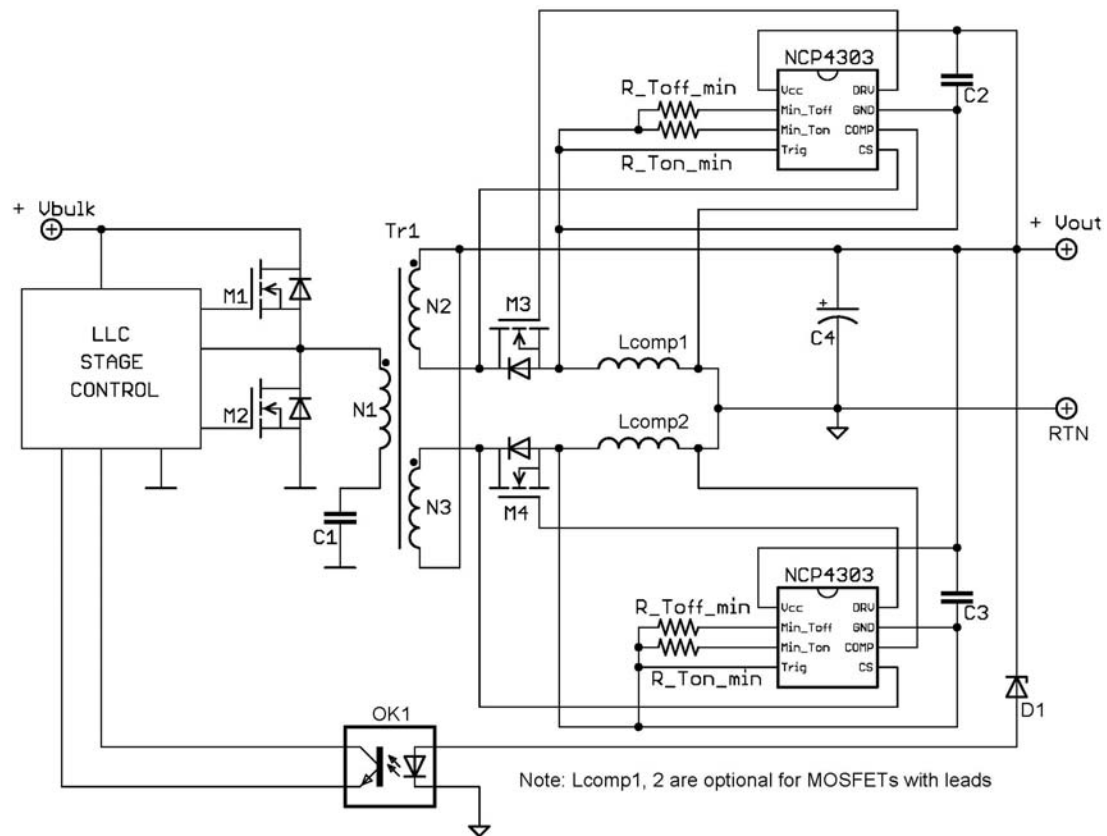 NCP4303
R_Toff_min
Vcc
DRV
C2
Min_Toff
GND
Min_Ton
COMP
Trig
CS
R_Ton_min
+ Vbulk
Tr1
+ Vout
M1
N2
M3
+
C4
LLC
STAGE
CONTROL
Lcomp1
N1
M2
Lcomp2
RTN
N3
M4
C1
NCP4303
R_Toff_min
Vcc
DRV
C3
Min_Toff
GND
Min_Ton
COMP
Trig
CS
R_Ton_min
D1
OK1
Note: Lcomp1, 2 are optional for MOSFETs with leads